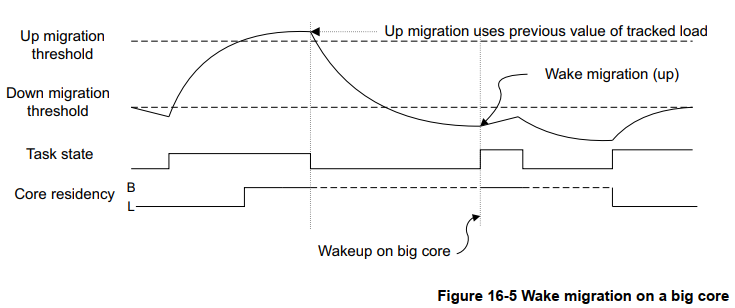 Up migration
threshold
Up migration uses previous value of tracked load
Wake migration (up)
Down migration
threshold
Task state
Core residency
B
L
Wakeup on big core
Figure 16-5 Wake migration on a big core